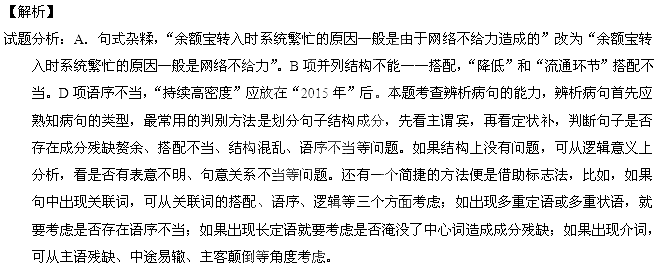 【解析】
试题分析：A．句式杂糅，“余额宝转入时系统繁忙的原因一般是由于网络不给力造成的”改为“余额宝转
入时系统繁忙的原因一般是网络不给力”。B项并列结构不能一一搭配，“降低”和“流通环节”搭配不
当。D项语序不当，“持续高密度”应放在“2015年”后。本题考查辨析病句的能力，辨析病句首先应
熟知病句的类型，最常用的判别方法是划分句子结构成分，先看主谓宾，再看定状补，判断句子是否
存在成分残缺赘余、搭配不当、结构混乱、语序不当等问题。如果结构上没有问题，可从逻辑意义上
分析，看是否有表意不明、句意关系不当等问题。还有一个简捷的方法便是借助标志法，比如，如果
句中出现关联词，可从关联词的搭配、语序、逻辑等三个方面考虑；如出现多重定语或多重状语，就
要考虑是否存在语序不当；如果出现长定语就要考虑是否淹没了中心词造成成分残缺；如果出现介词，
可从主语残缺、中途易辙、主客颠倒等角度考虑。